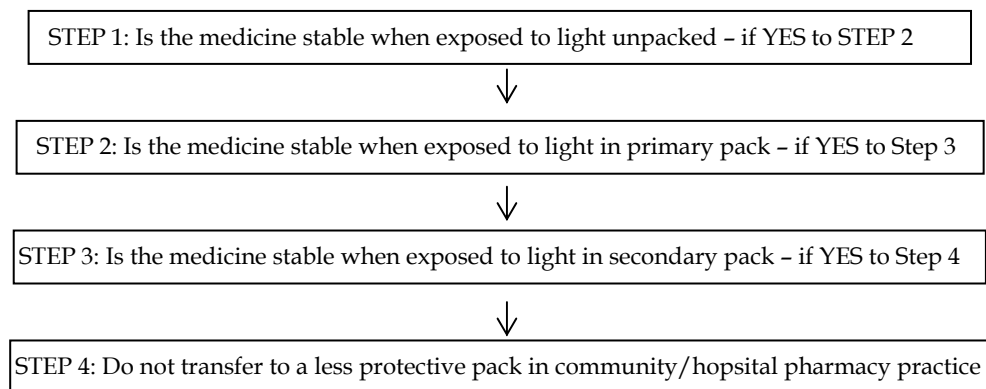 STEP 1: Is the medicine stable when exposed to light unpacked – if YES to STEP 2
STEP 2: Is the medicine stable when exposed to light in primary pack – if YES to Step 3
STEP 3: Is the medicine stable when exposed to light in secondary pack – if YES to Step 4
STEP 4: Do not transfer to a less protective pack in community/hopsital pharmacy practice